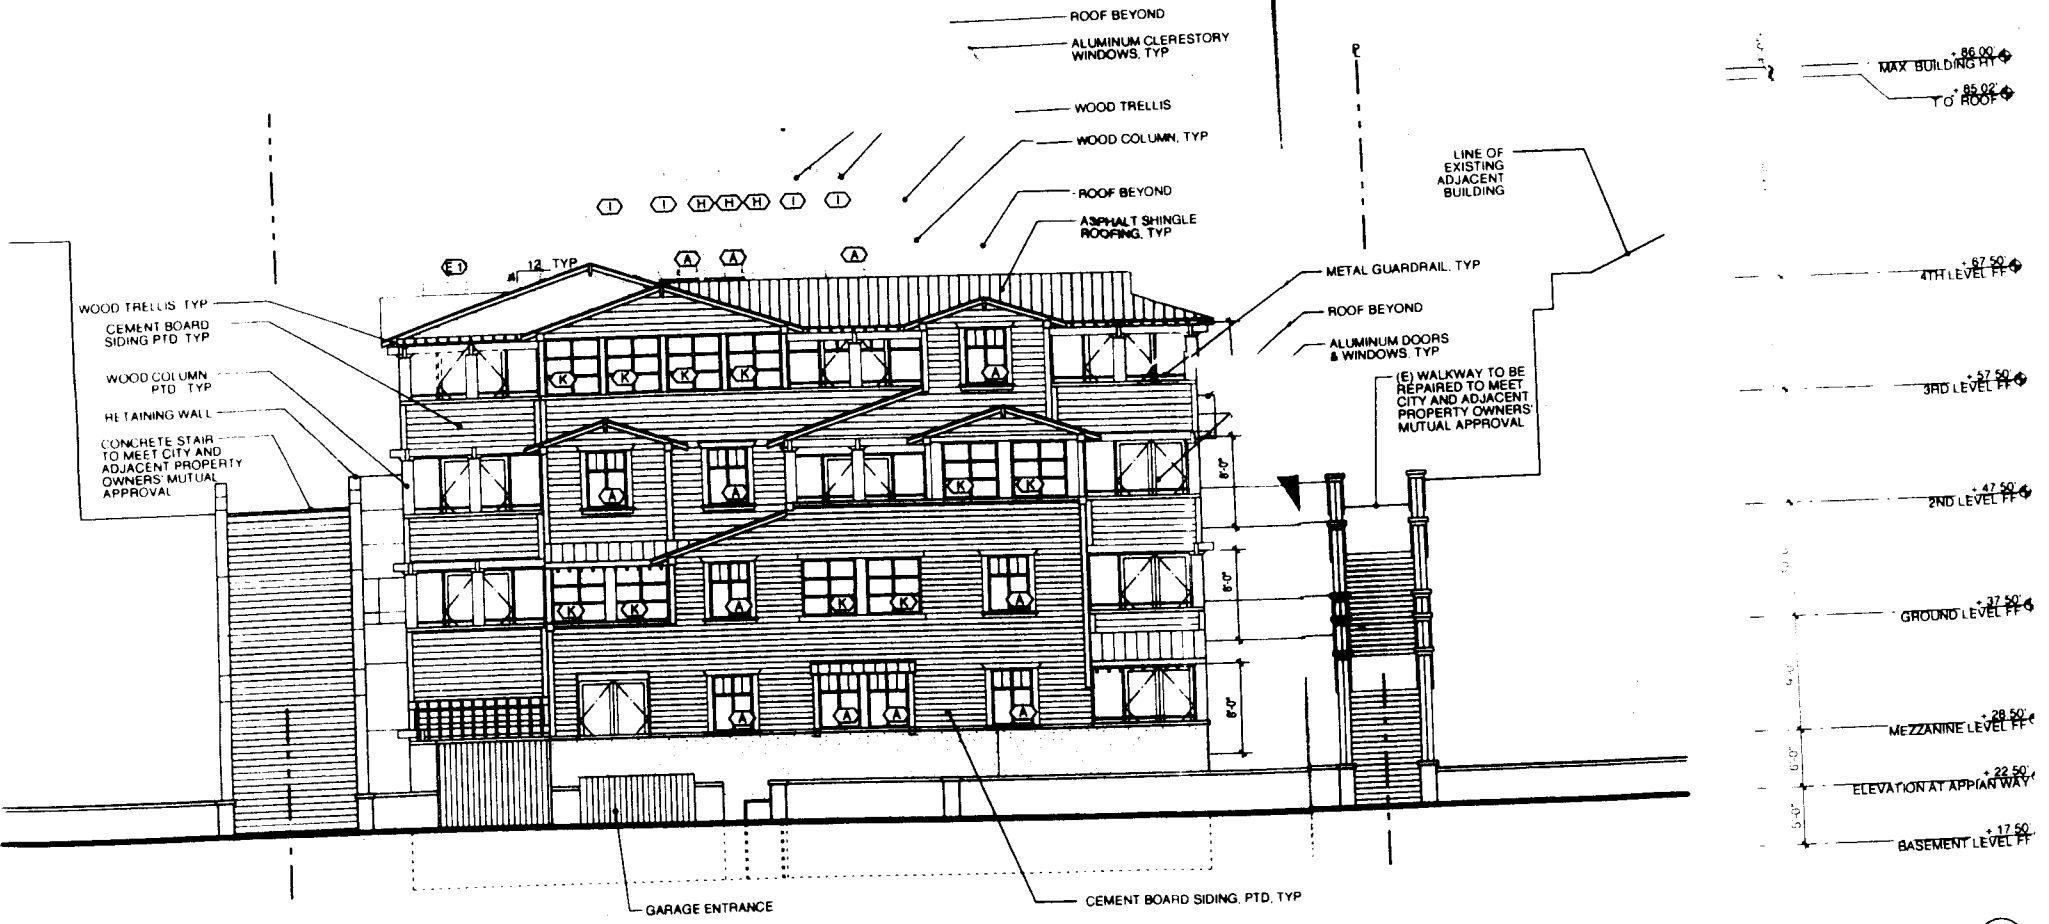 ROOF BEYOND
ALUMINUM CLERESTORY
WINDOWS, TYP
WOOD TRELLIS
WOOD COLUMN, TYP
ROOF BEYOND
ASPHALT SHINGLE
ROOFING, TYP
METAL GUARDRAIL, TYP
ROOF BEYOND
ALUMINUM DOORS
& WINDOWS, TYP
(E) WALKWAY TO BE
REPAIRED TO MEET
CITY AND ADJACENT
PROPERTY OWNERS'
MUTUAL APPROVAL
LINE OF
EXISTING
ADJACENT
BUILDING
+ 86 00'
MAX BUILDING HT
+ 85 02'
T O ROOF
+ 67 50'
4TH LEVEL FF
+ 57 50'
3RD LEVEL FF
+ 47 50'
2ND LEVEL FF
+ 37 50'
GROUND LEVEL FF
+ 28 50'
MEZZANINE LEVEL FF
+ 22 50'
ELEVATION AT APPIAN WAY
+ 17 50'
BASEMENT LEVEL FF
WOOD TRELLIS TYP
CEMENT BOARD
SIDING PTD TYP
WOOD COLUMN
PTD TYP
RETAINING WALL
CONCRETE STAIR
TO MEET CITY AND
ADJACENT PROPERTY
OWNERS' MUTUAL
APPROVAL
I I H H H I I
E 1 A A A
12 TYP
4
K K K K A
A A K K
K K A K K A
A A A A
8'-0"
6'-0"
5'-0"
GARAGE ENTRANCE
CEMENT BOARD SIDING, PTD, TYP